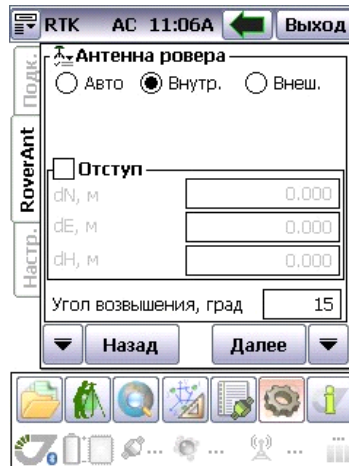 RTK AC 11:06A Выход
Подк.
RoverAnt
Настр.
Антенна ровера
Авто Внутр. Внеш.
Отступ
dN, м 0.000
dE, м 0.000
dH, м 0.000
Угол возвышения, град 15
Назад Далее
... ... ...